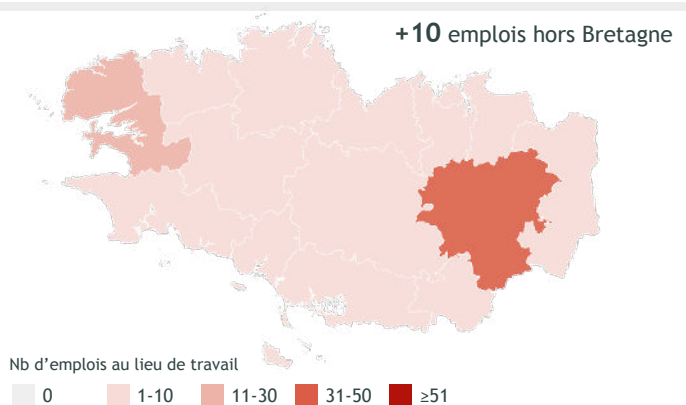 +10 emplois hors Bretagne
Nb d’emplois au lieu de travail
0 1-10 11-30 31-50 ≥51